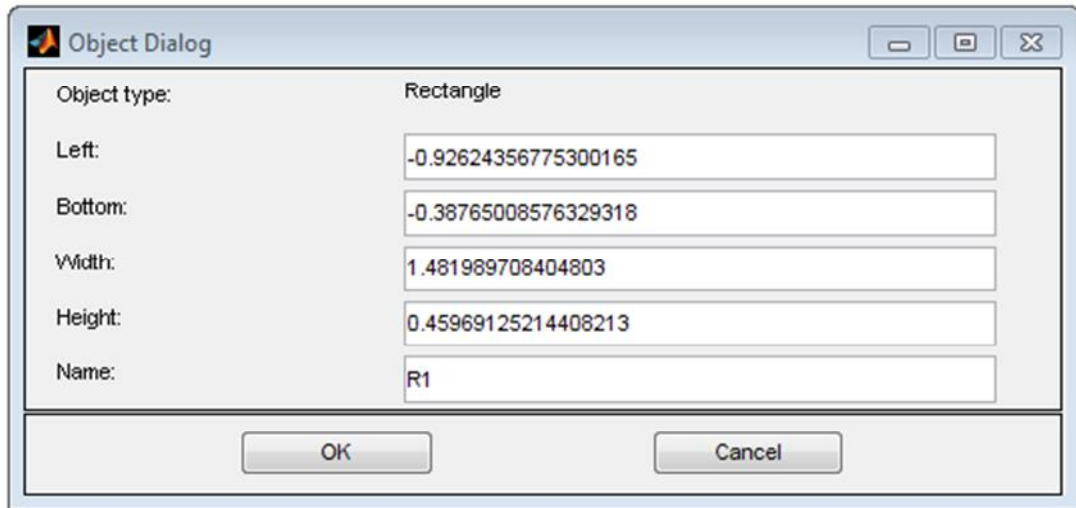 Object Dialog
Object type: Rectangle
Left: -0.92624356775300165
Bottom: -0.38765008576329318
Width: 1.481989708404803
Height: 0.45969125214408213
Name: R1
OK Cancel